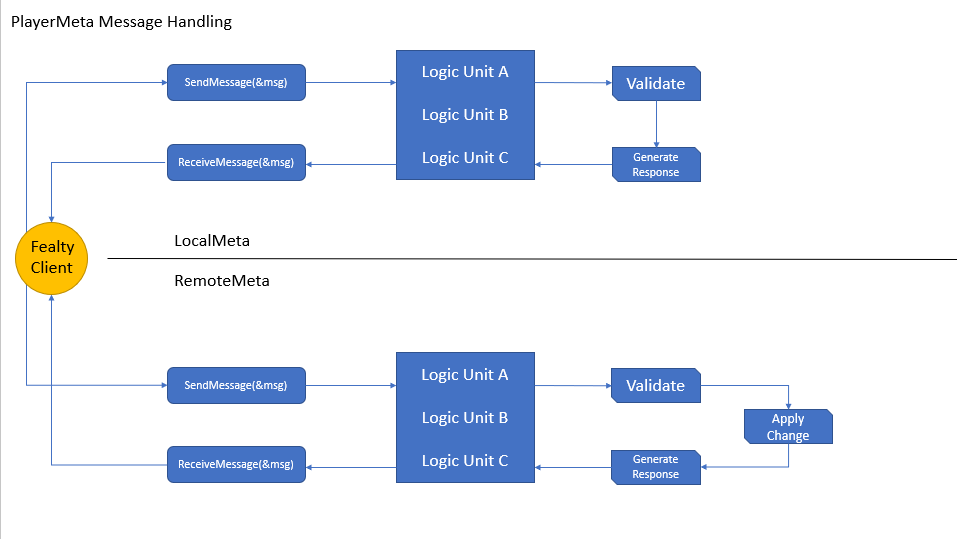 PlayerMeta Message Handling
SendMessage(&msg)
Logic Unit A
Logic Unit B
Logic Unit C
Validate
ReceiveMessage(&msg)
Generate
Response
Fealty
Client
LocalMeta
RemoteMeta
SendMessage(&msg)
Logic Unit A
Logic Unit B
Logic Unit C
Validate
Apply
Change
ReceiveMessage(&msg)
Generate
Response